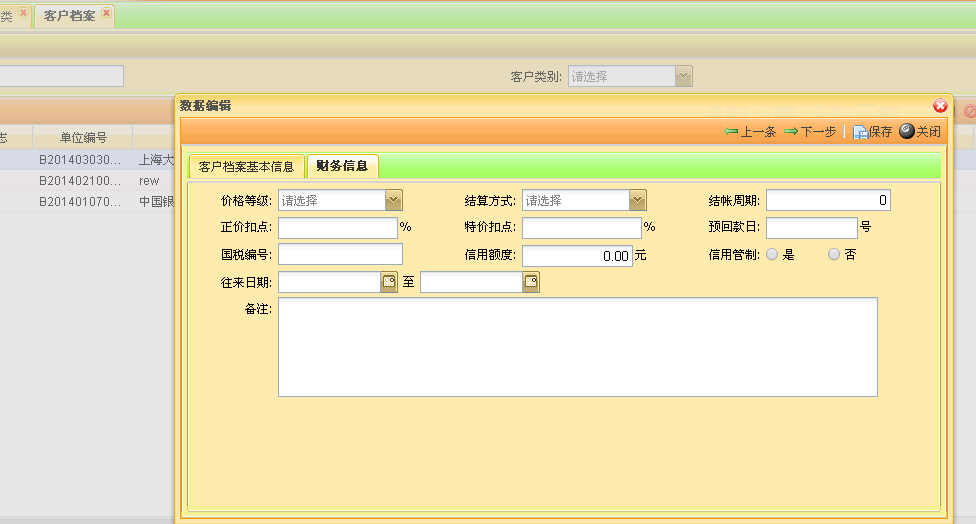 类 客户档案
客户类别: 请选择
数据编辑
上一条 下一步 保存 关闭
志 单位编号
B201403030... 上海大
B201402100... rew
B201401070... 中国银
客户档案基本信息 财务信息
价格等级: 请选择 结算方式: 请选择 结帐周期: 0
正价扣点: % 特价扣点: % 预回款日: 号
国税编号: 信用额度: 0.00 元 信用管制: 是 否
往来日期: 至
备注: